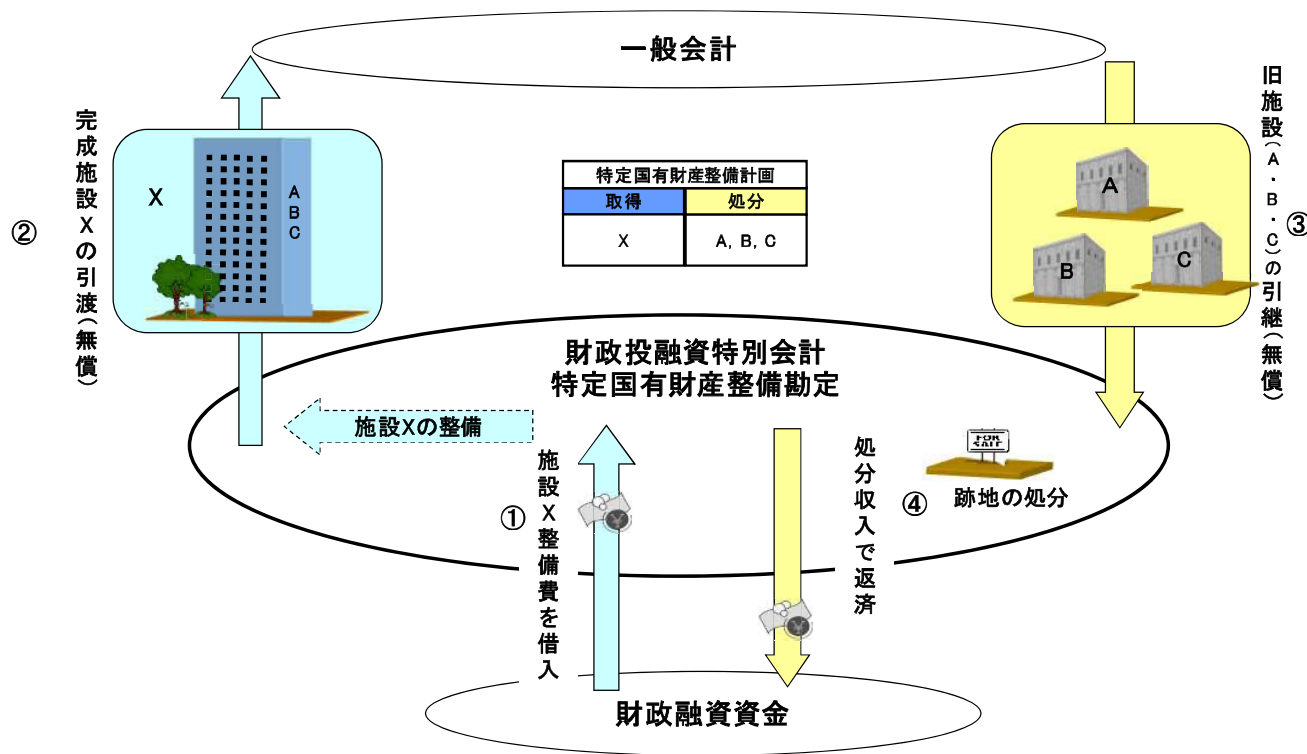 一般会計
②
完成施設Xの引渡(無償)
X
A
B
C
特定国有財産整備計画
取得 処分
X A, B, C
A
B
C
旧施設(A・B・C)の引継(無償)
③
財政投融資特別会計
特定国有財産整備勘定
施設Xの整備
①
施設X整備費を借入
処分収入で返済
④
FOR
SALE
跡地の処分
財政融資資金